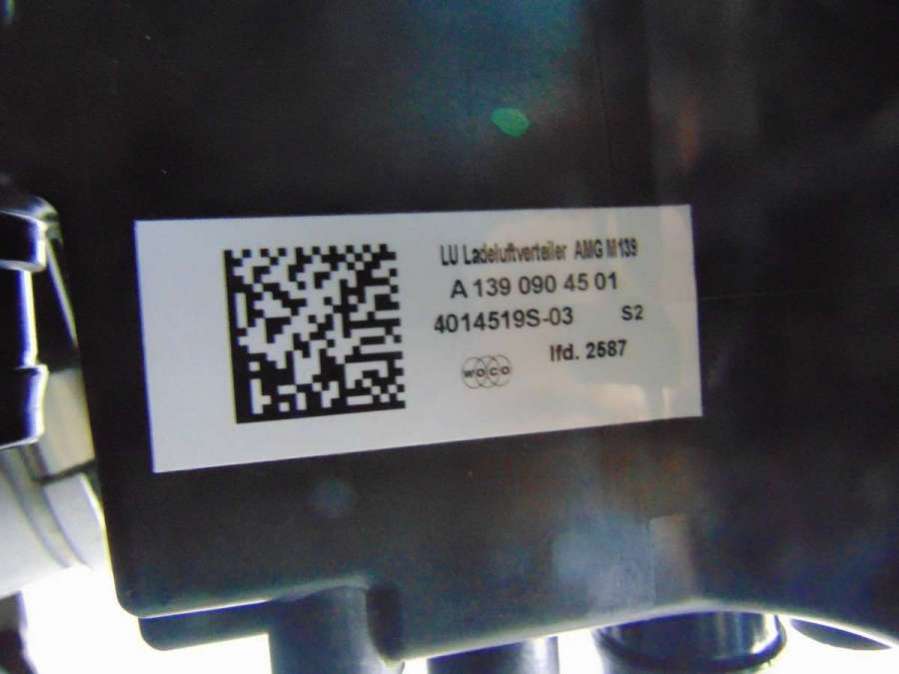 LU Ladeluftverteiler AMG M139
A 139 090 45 01
4014519S-03 S2
lfd. 2587
woco